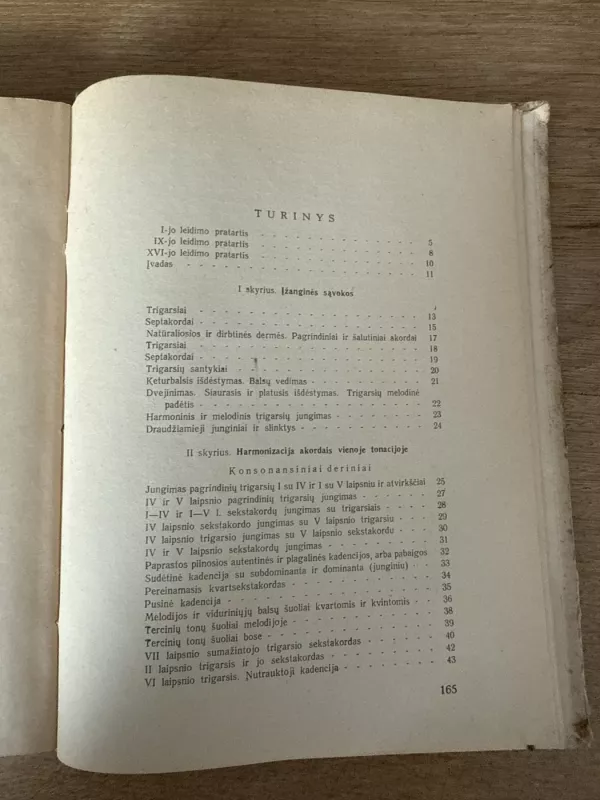 TURINYS
I-jo leidimo pratartis - - - - - - - - - - - 5
IX-jo leidimo pratartis - - - - - - - - - - - 8
XVI-jo leidimo pratartis - - - - - - - - - - - 10
Įvadas - - - - - - - - - - - - - - 11
I skyrius. Įžanginės sąvokos
Trigarsiai - - - - - - - - - - - - - - 13
Septakordai - - - - - - - - - - - - - - 15
Natūraliosios ir dirbtinės dermės. Pagrindiniai ir šalutiniai akordai 17
Trigarsiai - - - - - - - - - - - - - - 18
Septakordai - - - - - - - - - - - - - - 19
Trigarsių santykiai - - - - - - - - - - - - 20
Keturbalsis išdėstymas. Balsų vedimas - - - - - - - 21
Dvejinimas. Siaurasis ir platusis išdėstymas. Trigarsių melodinė
padėtis - - - - - - - - - - - - - - 22
Harmoninis ir melodinis trigarsių jungimas - - - - - - 23
Draudžiamieji junginiai ir slinktys - - - - - - - - 24
II skyrius. Harmonizacija akordais vienoje tonacijoje
Konsonansiniai deriniai
Jungimas pagrindinių trigarsių I su IV ir I su V laipsniu ir atvirkščiai 25
IV ir V laipsnio pagrindinių trigarsių jungimas - - - - - 27
I—IV ir I—V l. sekstakordų jungimas su trigarsiais - - - - 28
IV laipsnio sekstakordo jungimas su V laipsnio trigarsiu - - - 29
IV laipsnio trigarsio jungimas su V laipsnio sekstakordu - - - 30
IV ir V laipsnio sekstakordų jungimas - - - - - - - 31
Paprastos pilnosios autentinės ir plagalinės kadencijos, arba pabaigos 32
Sudėtinė kadencija su subdominanta ir dominanta (junginiu) - - 33
Pereinamasis kvartsekstakordas - - - - - - - - - 34
Pusinė kadencija - - - - - - - - - - - - 35
Melodijos ir viduriniųjų balsų šuoliai kvartomis ir kvintomis - - 36
Tercinių tonų šuoliai melodijoje - - - - - - - - - 38
Tercinių tonų šuoliai bose - - - - - - - - - - 39
VII laipsnio sumažintojo trigarsio sekstakordas - - - - - 40
II laipsnio trigarsis ir jo sekstakordas - - - - - - - 42
VI laipsnio trigarsis. Nutrauktoji kadencija - - - - - - 43
165